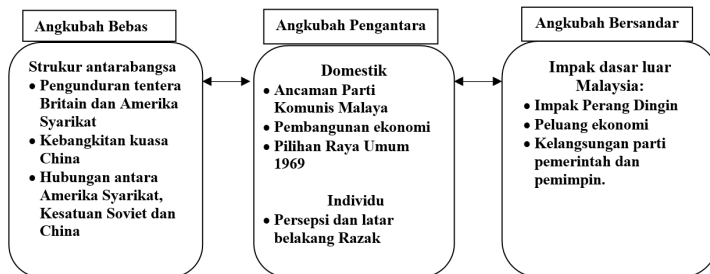 Angkubah Bebas
Strukur antarabangsa
• Pengunduran tentera
Britain dan Amerika
Syarikat
• Kebangkitan kuasa
China
• Hubungan antara
Amerika Syarikat,
Kesatuan Soviet dan
China
Angkubah Pengantara
Domestik
• Ancaman Parti
Komunis Malaya
• Pembangunan ekonomi
• Pilihan Raya Umum
1969
Individu
• Persepsi dan latar
belakang Razak
Angkubah Bersandar
Impak dasar luar
Malaysia:
• Impak Perang Dingin
• Peluang ekonomi
• Kelangsungan parti
pemerintah dan
pemimpin.